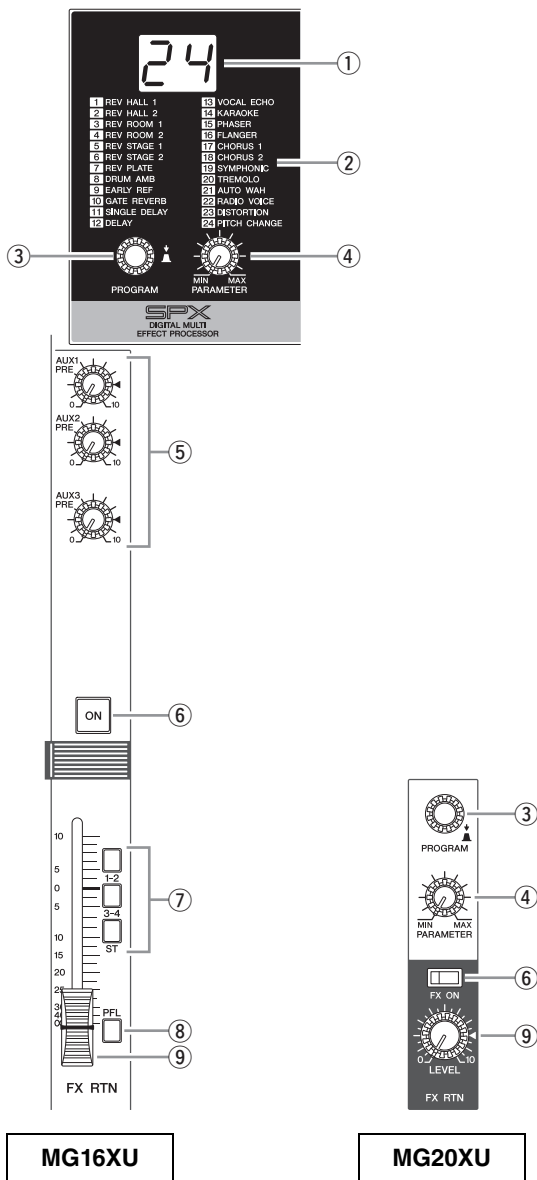 24
①
1 REV HALL 1
2 REV HALL 2
3 REV ROOM 1
4 REV ROOM 2
5 REV STAGE 1
6 REV STAGE 2
7 REV PLATE
8 DRUM AMB
9 EARLY REF
10 GATE REVERB
11 SINGLE DELAY
12 DELAY
13 VOCAL ECHO
14 KARAOKE
15 PHASER
16 FLANGER
17 CHORUS 1
18 CHORUS 2
19 SYMPHONIC
20 TREMOLO
21 AUTO WAH
22 RADIO VOICE
23 DISTORTION
24 PITCH CHANGE
②
③
PROGRAM
MIN MAX
PARAMETER
④
SPX
DIGITAL MULTI
EFFECT PROCESSOR
AUX1
PRE
0 10
AUX2
PRE
0 10
AUX3
PRE
0 10
⑤
ON
⑥
10
5
0
5
10
15
20
1-2
3-4
ST
⑦
PFL
⑧
⑨
FX RTN
MG16XU
③
PROGRAM
④
MIN MAX
PARAMETER
⑥
FX ON
⑨
0 10
LEVEL
FX RTN
MG20XU